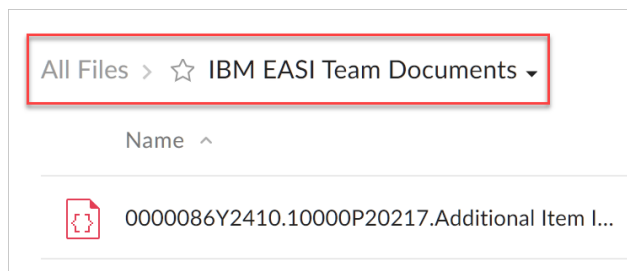 All Files > ☆ IBM EASI Team Documents
Name
{} 0000086Y2410.10000P20217.Additional Item I...